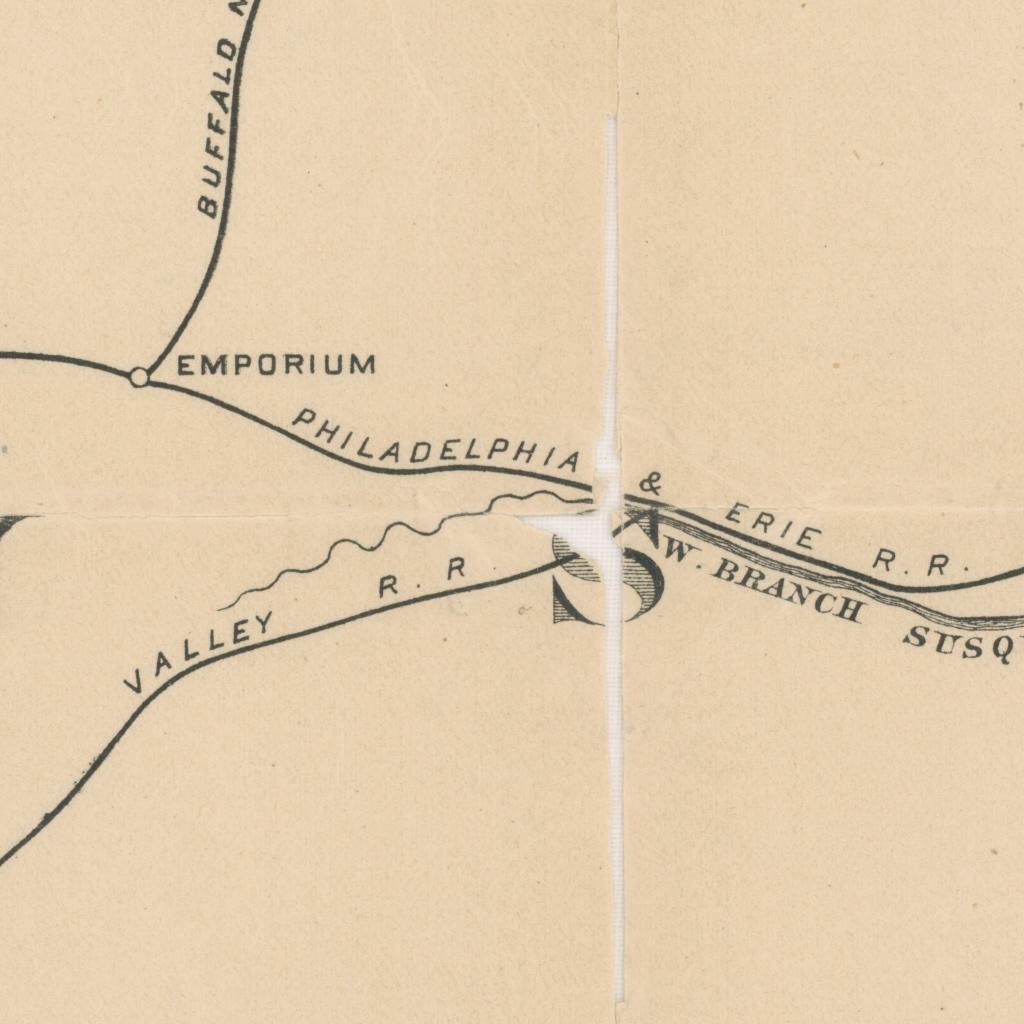 BUFFALO
EMPORIUM
PHILADELPHIA & ERIE R.R.
VALLEY R.R
S
W. BRANCH SUSQ